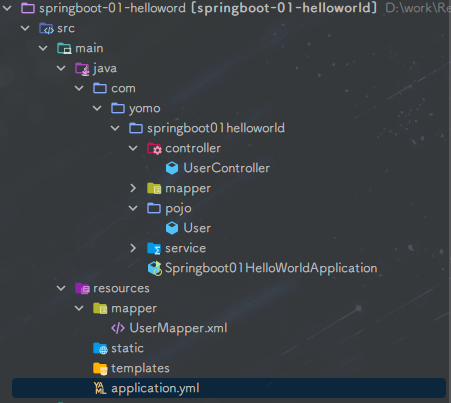 springboot-01-helloword [springboot-01-helloworld] D:\work\Re
src
main
java
com
yomo
springboot01helloworld
controller
UserController
mapper
pojo
User
service
Springboot01HelloWorldApplication
resources
mapper
UserMapper.xml
static
templates
application.yml